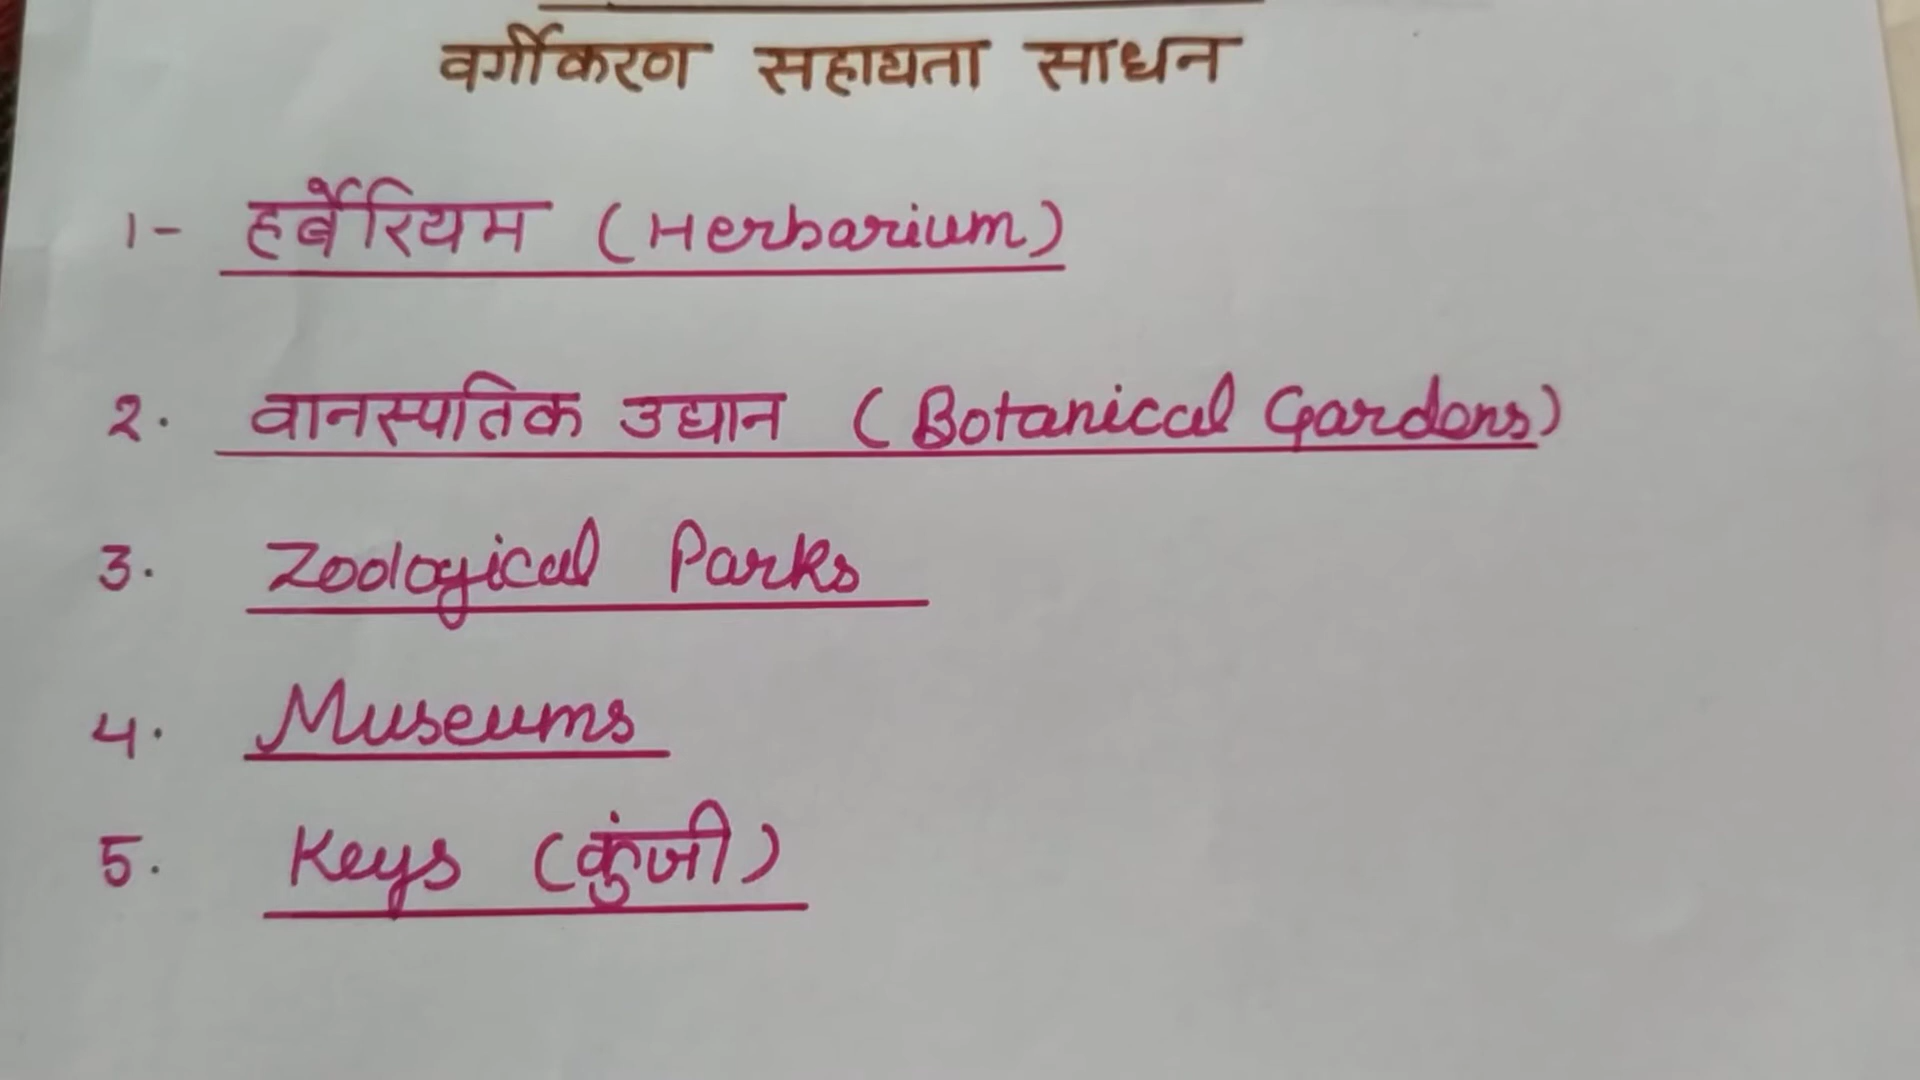 वर्गीकरण सहायता साधन
1- हर्बेरियम (Herbarium)
2. वानस्पतिक उद्यान (Botanical Gardens)
3. Zoological Parks
4. Museums
5. Keys (कुंजी)